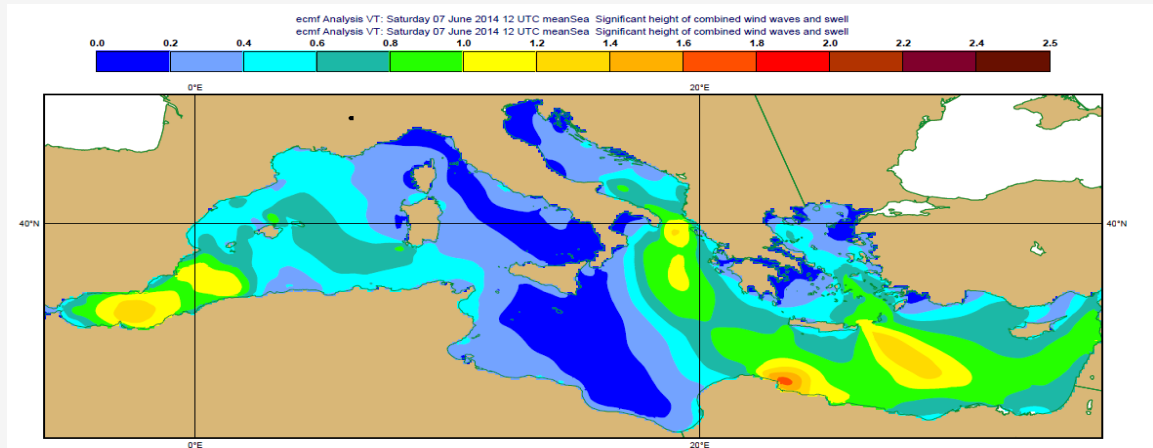 ecmf Analysis VT: Saturday 07 June 2014 12 UTC meanSea Significant height of combined wind waves and swell
ecmf Analysis VT: Saturday 07 June 2014 12 UTC meanSea Significant height of combined wind waves and swell
0.0 0.2 0.4 0.6 0.8 1.0 1.2 1.4 1.6 1.8 2.0 2.2 2.4 2.5
0°E 20°E
40°N 40°N
0°E 20°E